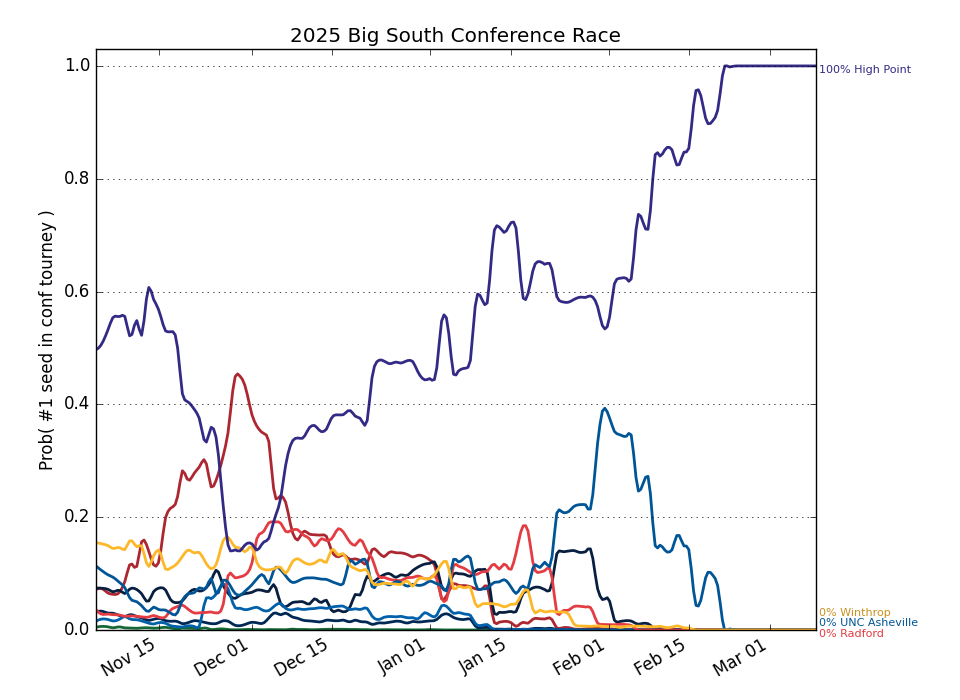 2025 Big South Conference Race
Prob( #1 seed in conf tourney )
1.0
0.8
0.6
0.4
0.2
0.0
100% High Point
0% Winthrop
0% UNC Asheville
0% Radford
Nov 15
Dec 01
Dec 15
Jan 01
Jan 15
Feb 01
Feb 15
Mar 01